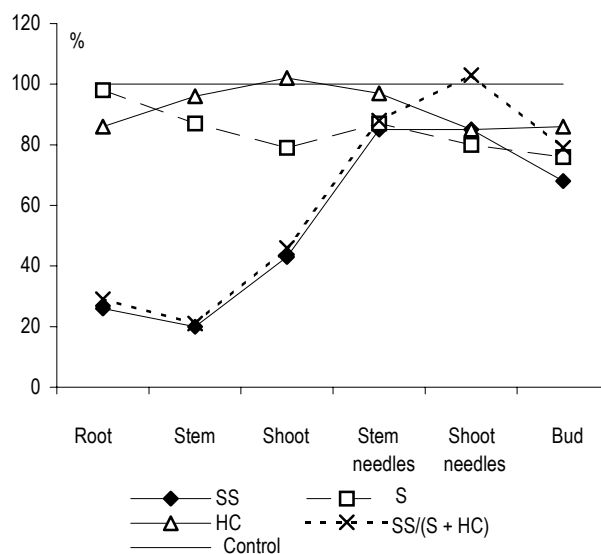 120
%
100
80
60
40
20
0
Root Stem Shoot Stem needles Shoot needles Bud
SS S
HC SS/(S + HC)
Control